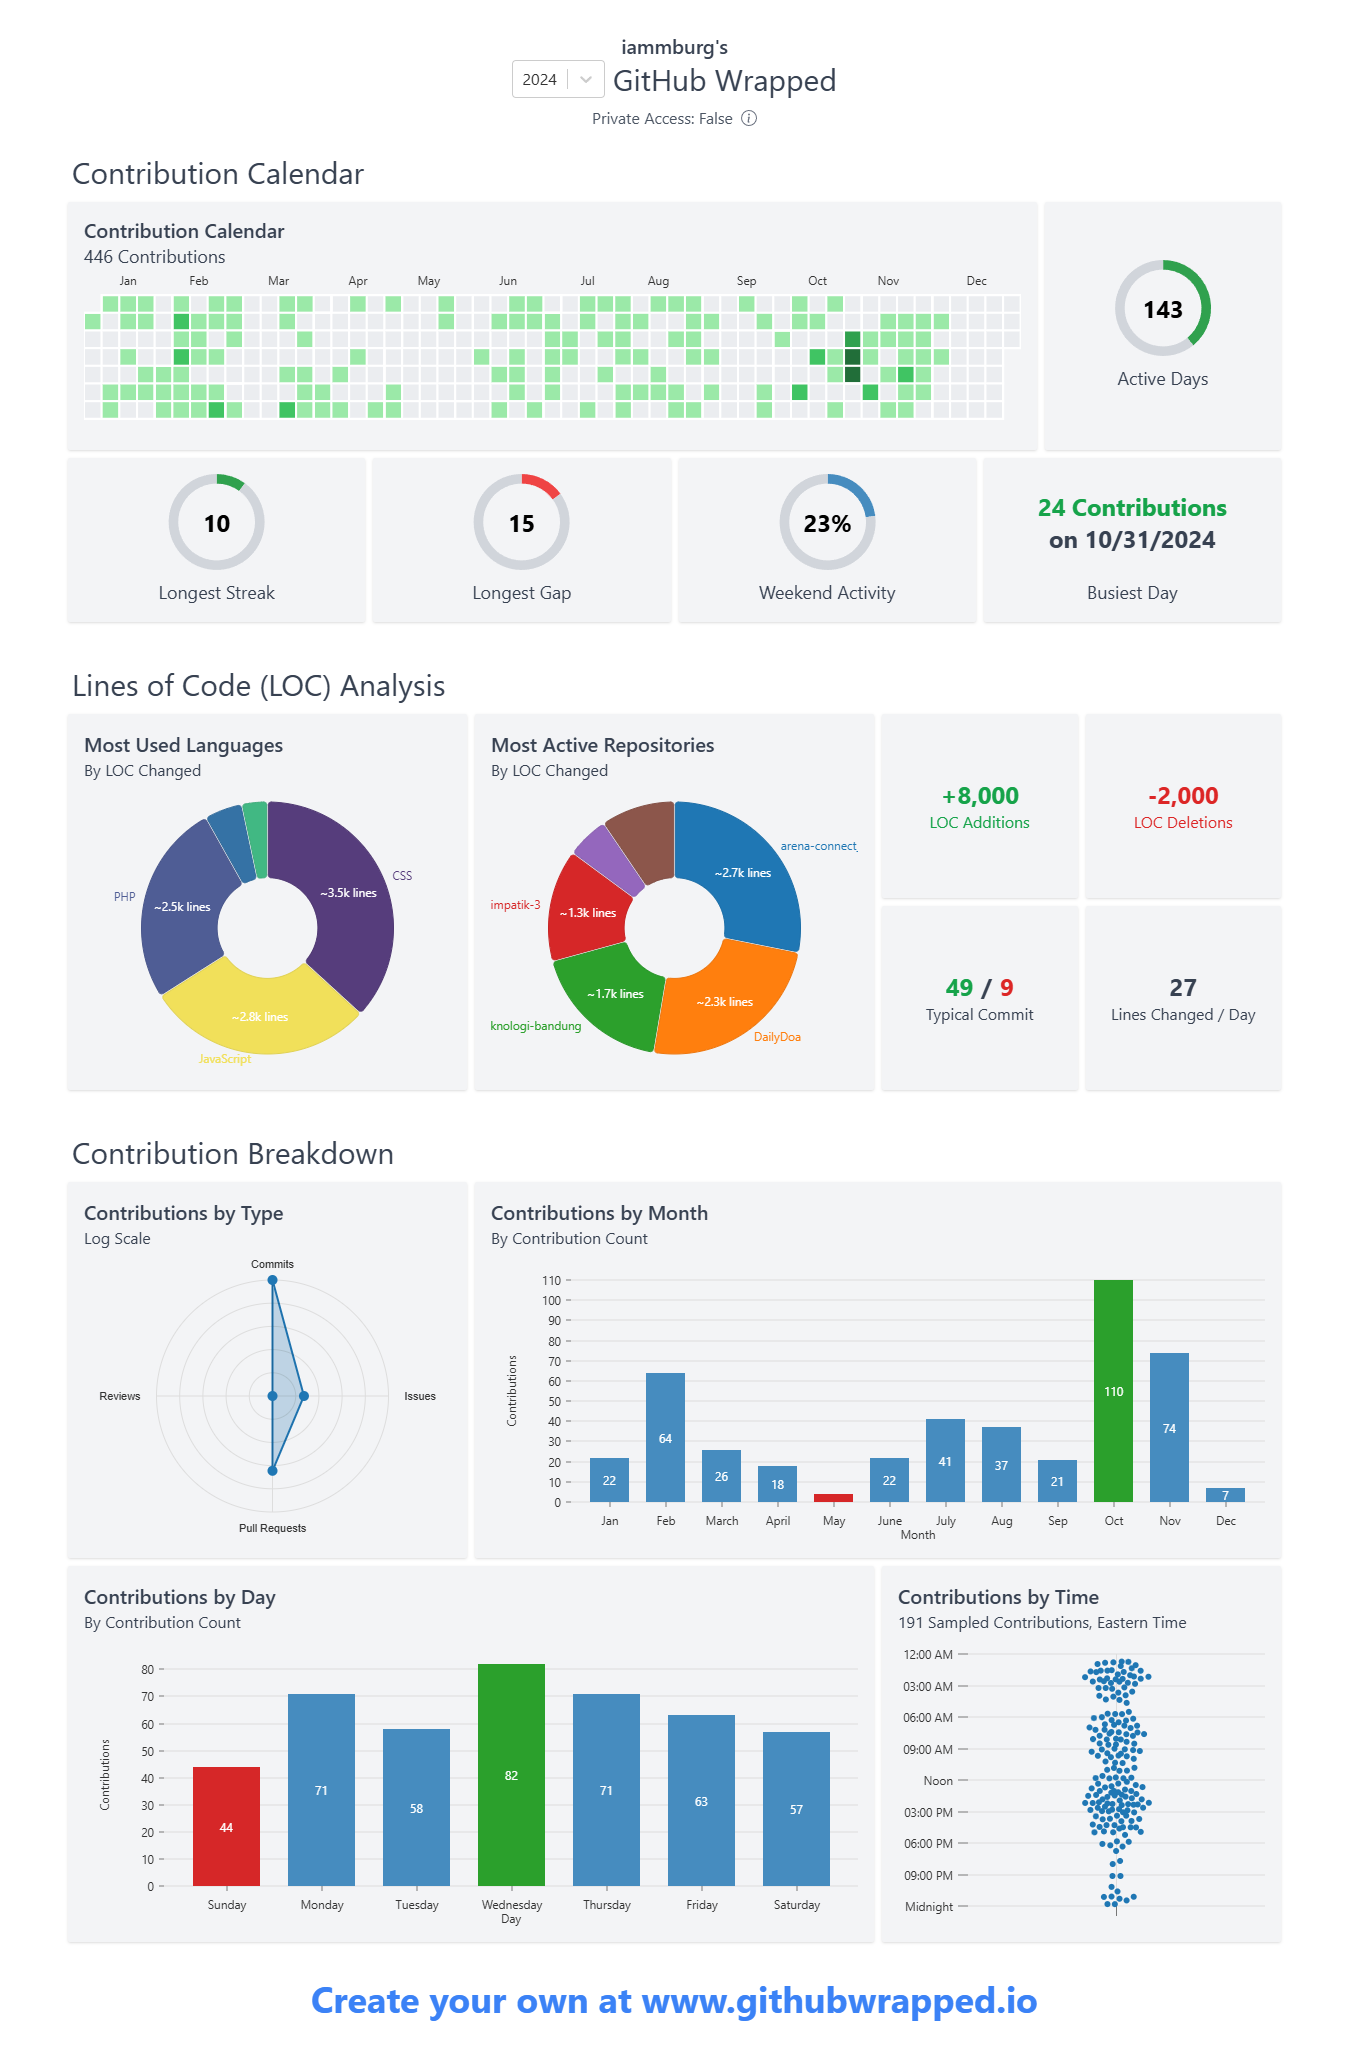 iammburg's
2024
GitHub Wrapped
Private Access: False
Contribution Calendar
Contribution Calendar
446 Contributions
Jan Feb Mar Apr May Jun Jul Aug Sep Oct Nov Dec
143
Active Days
10
Longest Streak
15
Longest Gap
23%
Weekend Activity
24 Contributions
on 10/31/2024
Busiest Day
Lines of Code (LOC) Analysis
Most Used Languages
By LOC Changed
CSS
~3.5k lines
PHP
~2.5k lines
~2.8k lines
JavaScript
Most Active Repositories
By LOC Changed
arena-connect_
~2.7k lines
impatik-3
~1.3k lines
~1.7k lines
~2.3k lines
knologi-bandung
DailyDoa
+8,000
LOC Additions
-2,000
LOC Deletions
49 / 9
Typical Commit
27
Lines Changed / Day
Contribution Breakdown
Contributions by Type
Log Scale
Commits
Reviews
Issues
Pull Requests
Contributions by Month
By Contribution Count
Contributions
110
100
90
80
70
60
50
40
30
20
10
0
22 64 26 18 22 41 37 21 110 74 7
Jan Feb March April May June July Aug Sep Oct Nov Dec
Month
Contributions by Day
By Contribution Count
Contributions
80
70
60
50
40
30
20
10
0
44 71 58 82 71 63 57
Sunday Monday Tuesday Wednesday Thursday Friday Saturday
Day
Contributions by Time
191 Sampled Contributions, Eastern Time
12:00 AM
03:00 AM
06:00 AM
09:00 AM
Noon
03:00 PM
06:00 PM
09:00 PM
Midnight
Create your own at www.githubwrapped.io